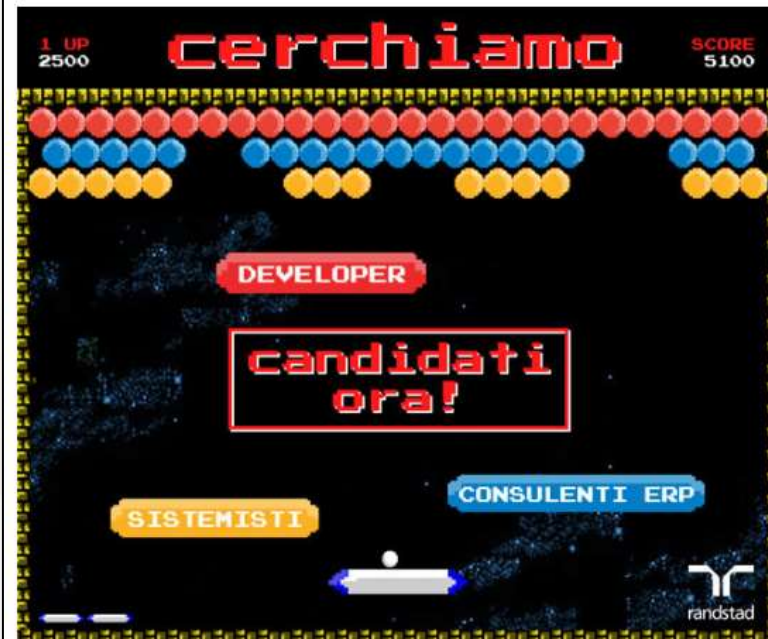 1 UP
2500
cerchiamo
SCORE
5100
DEVELOPER
candidati
ora!
CONSULENTI ERP
SISTEMISTI
randstad